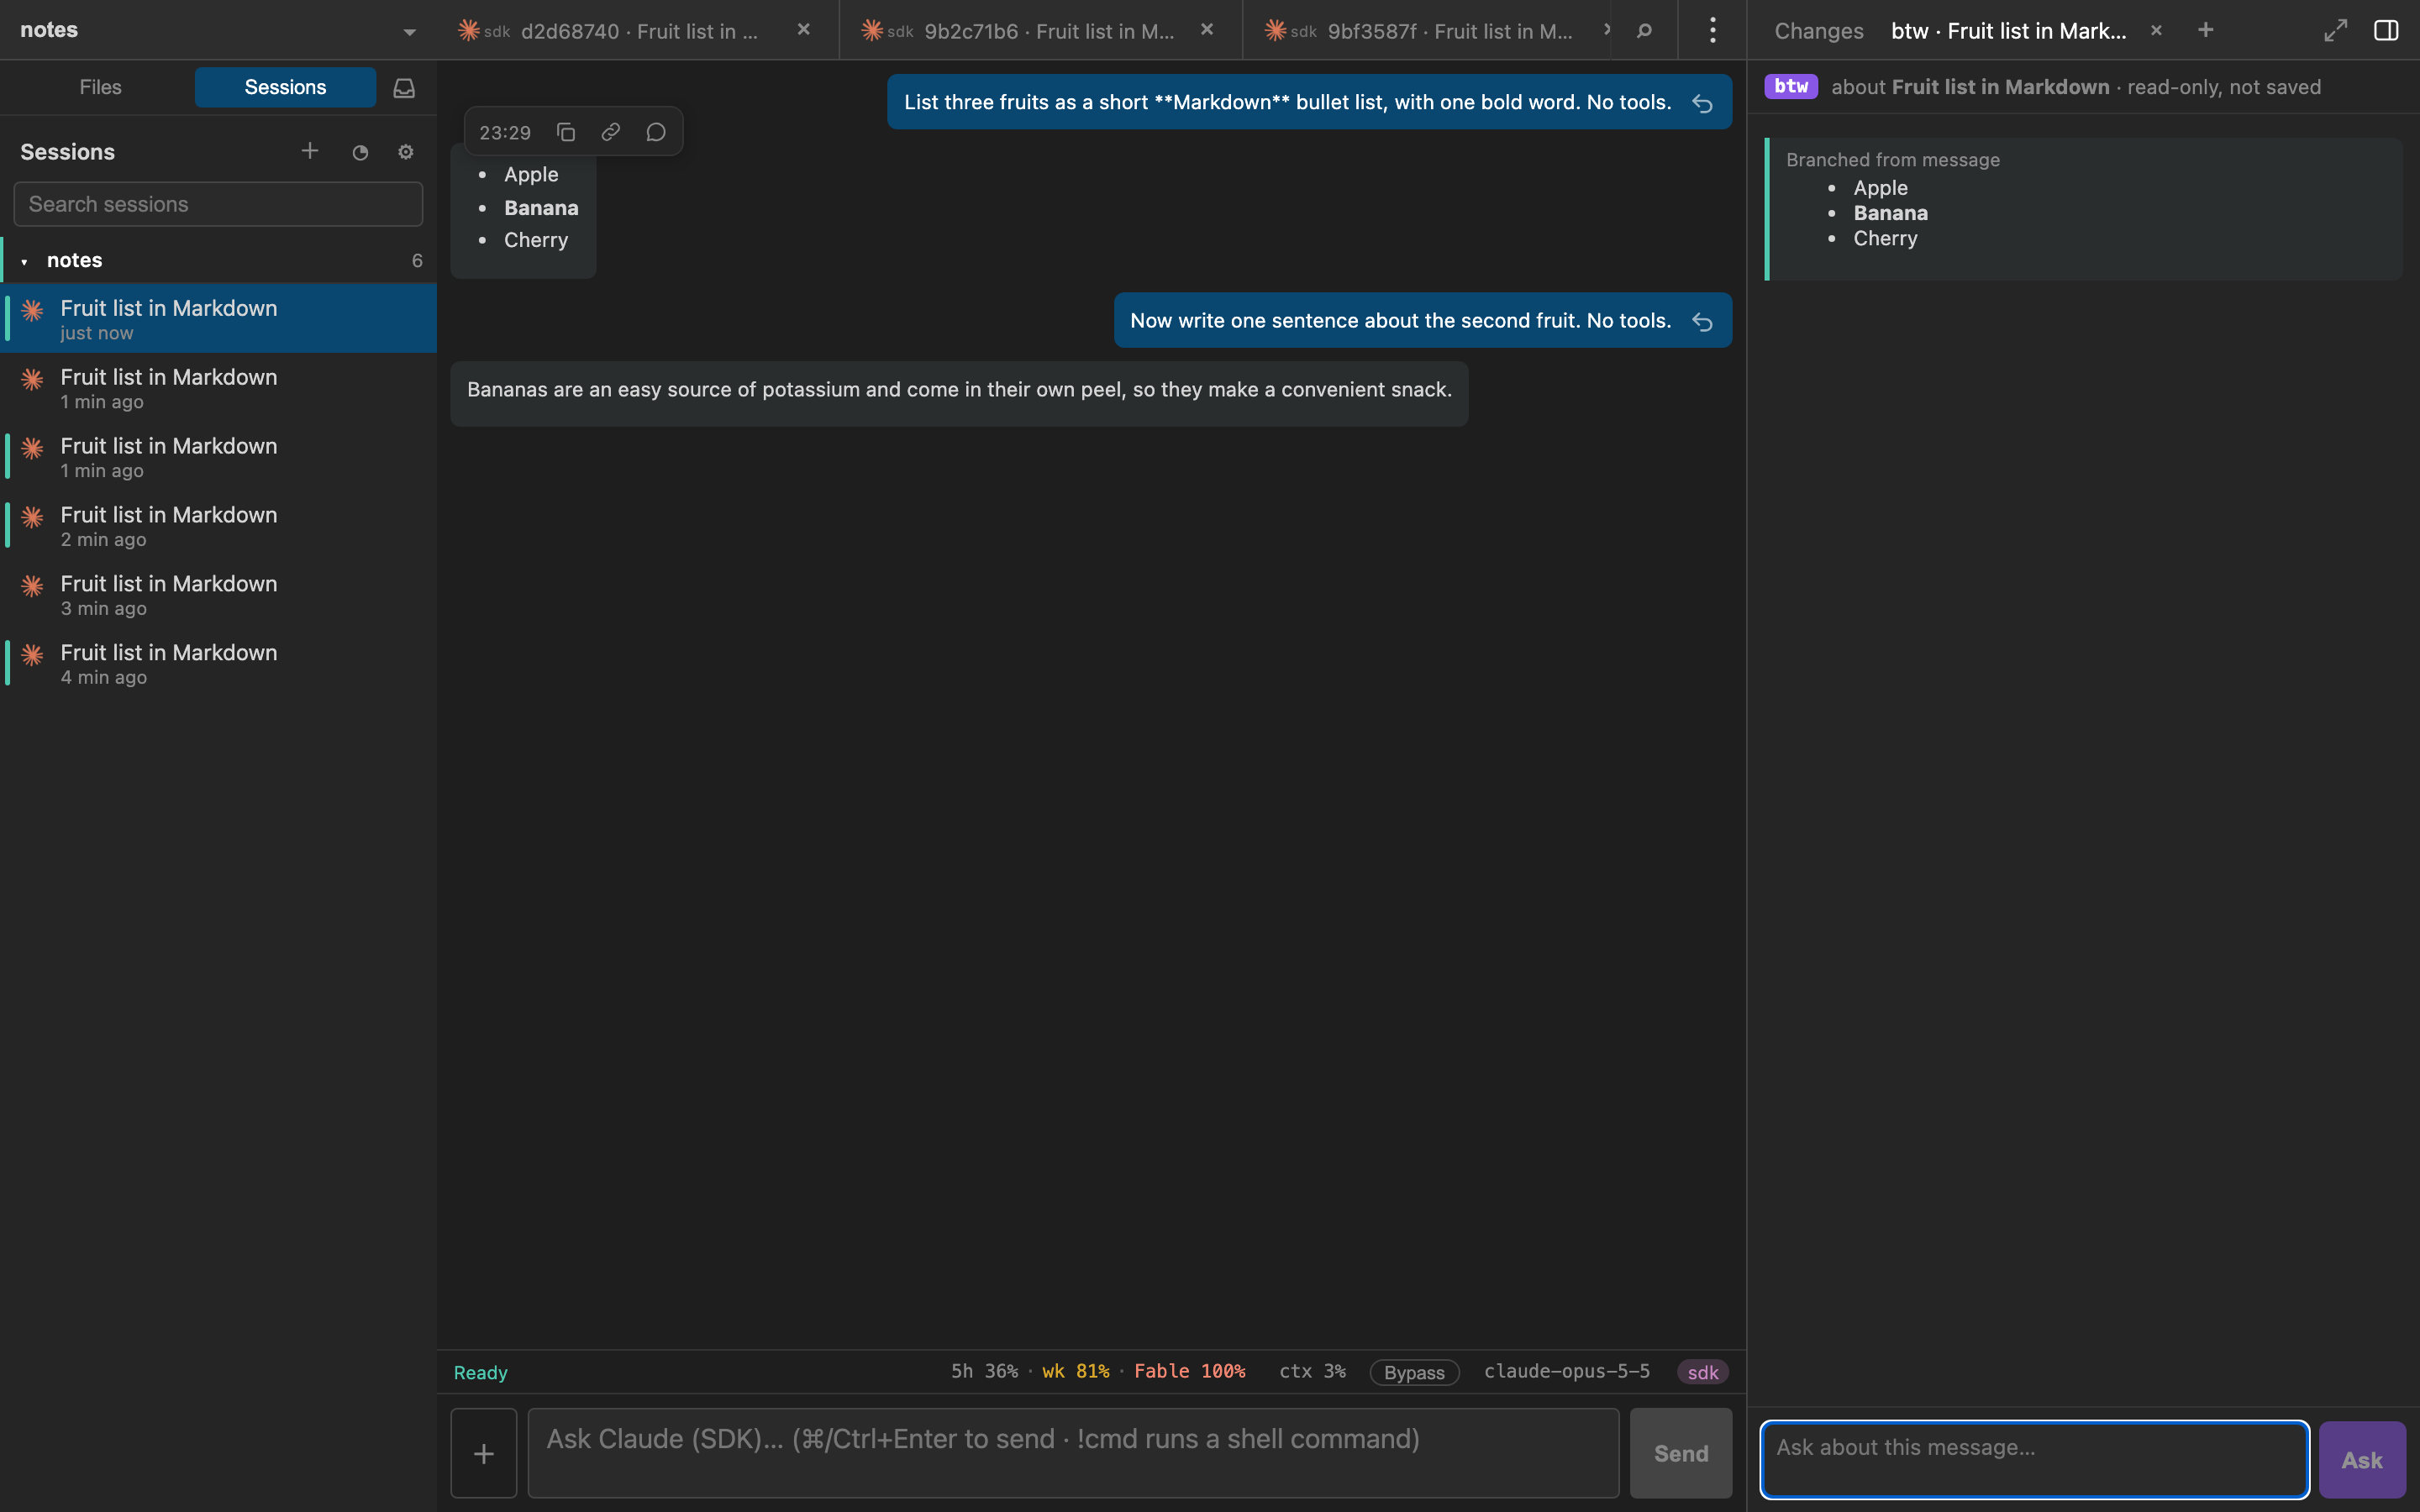 notes
Files
Sessions
Sessions
Search sessions
notes
6
Fruit list in Markdown
just now
Fruit list in Markdown
1 min ago
Fruit list in Markdown
1 min ago
Fruit list in Markdown
2 min ago
Fruit list in Markdown
3 min ago
Fruit list in Markdown
4 min ago
sdk d2d68740 · Fruit list in ...
sdk 9b2c71b6 · Fruit list in M...
sdk 9bf3587f · Fruit list in M...
List three fruits as a short **Markdown** bullet list, with one bold word. No tools.
23:29
• Apple
• Banana
• Cherry
Now write one sentence about the second fruit. No tools.
Bananas are an easy source of potassium and come in their own peel, so they make a convenient snack.
Ready
5h 36% · wk 81% · Fable 100%
ctx 3%
Bypass
claude-opus-5-5
sdk
+
Ask Claude (SDK)... (⌘/Ctrl+Enter to send · !cmd runs a shell command)
Send
Changes
btw · Fruit list in Mark...
btw about Fruit list in Markdown · read-only, not saved
Branched from message
• Apple
• Banana
• Cherry
Ask about this message...
Ask